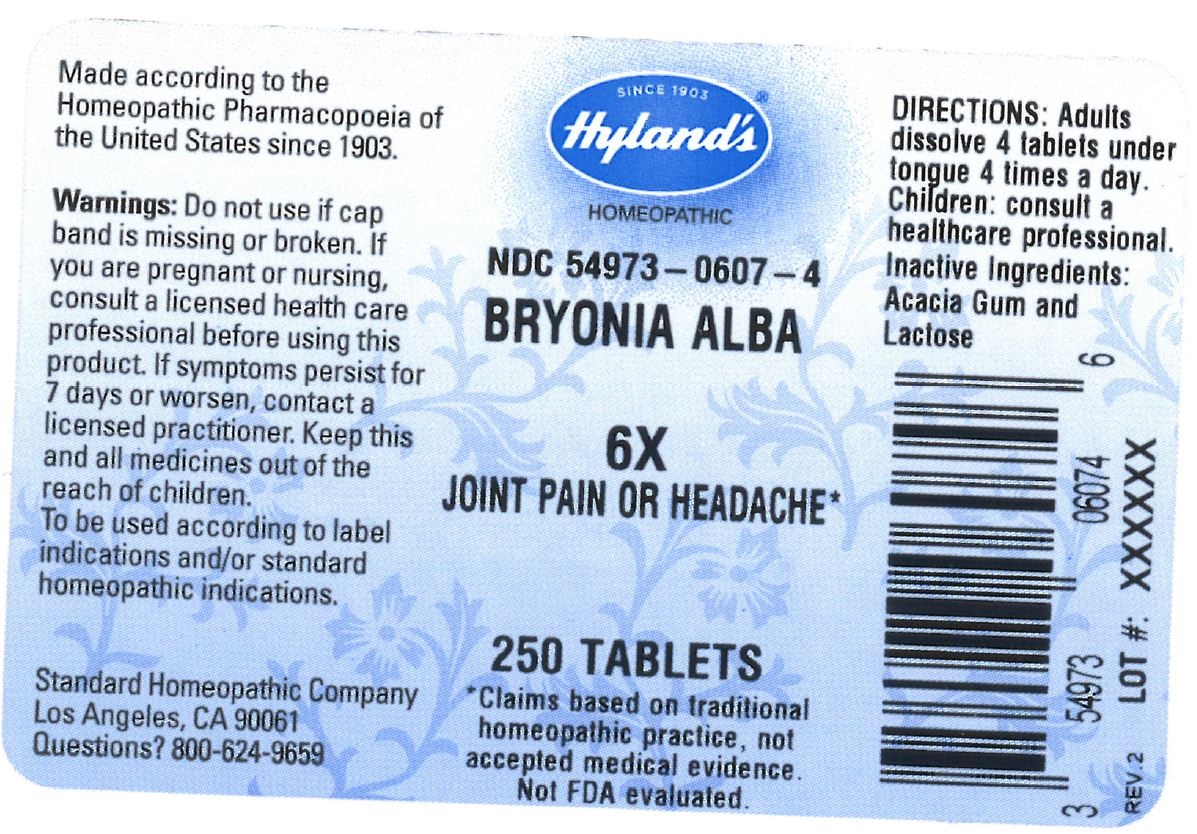 Made according to the
Homeopathic Pharmacopoeia of
the United States since 1903.
Warnings: Do not use if cap
band is missing or broken. If
you are pregnant or nursing,
consult a licensed health care
professional before using this
product. If symptoms persist for
7 days or worsen, contact a
licensed practitioner. Keep this
and all medicines out of the
reach of children.
To be used according to label
indications and/or standard
homeopathic indications.
Standard Homeopathic Company
Los Angeles, CA 90061
Questions? 800-624-9659
SINCE 1903
Hyland's®
HOMEOPATHIC
NDC 54973-0607-4
BRYONIA ALBA
6X
JOINT PAIN OR HEADACHE*
250 TABLETS
*Claims based on traditional
homeopathic practice, not
accepted medical evidence.
Not FDA evaluated.
DIRECTIONS: Adults
dissolve 4 tablets under
tongue 4 times a day.
Children: consult a
healthcare professional.
Inactive Ingredients:
Acacia Gum and
Lactose
3 54973 06074 6
REV.2 LOT #: XXXXXX